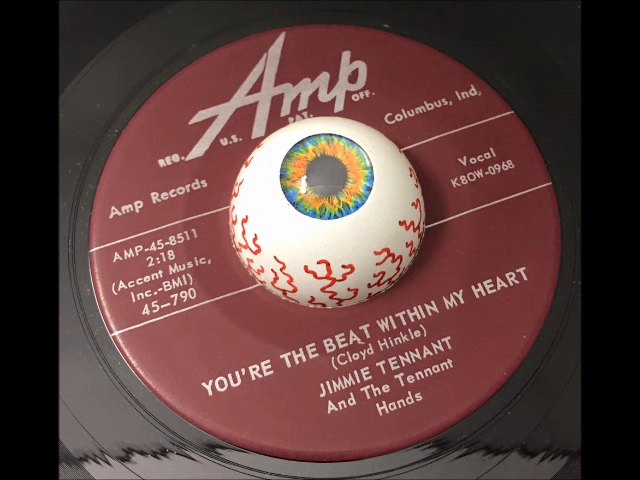 Amp
REG. U.S. PAT. OFF.
Columbus, Ind.
Amp Records
Vocal
K8OW-0968
AMP-45-8511
2:18
(Accent Music,
Inc.-BMI)
45-790
YOU'RE THE BEAT WITHIN MY HEART
(Cloyd Hinkle)
JIMMIE TENNANT
And The Tennant
Hands